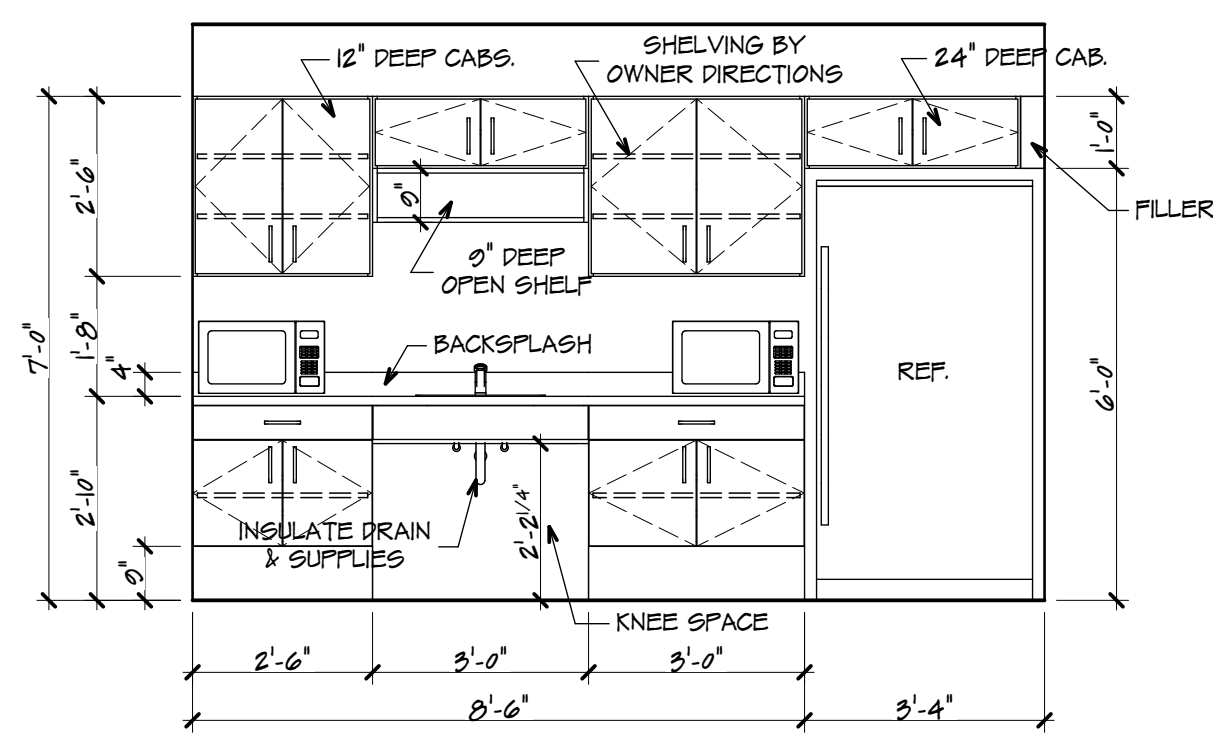 12" DEEP CABS.
SHELVING BY
OWNER DIRECTIONS
24" DEEP CAB.
2'-6"
9"
1'-0"
FILLER
9" DEEP
OPEN SHELF
7'-0"
1'-8"
4"
BACKSPLASH
REF.
6'-0"
2'-10"
INSULATE DRAIN
& SUPPLIES
2'-2 1/4"
9"
KNEE SPACE
2'-6"
3'-0"
3'-0"
8'-6"
3'-4"